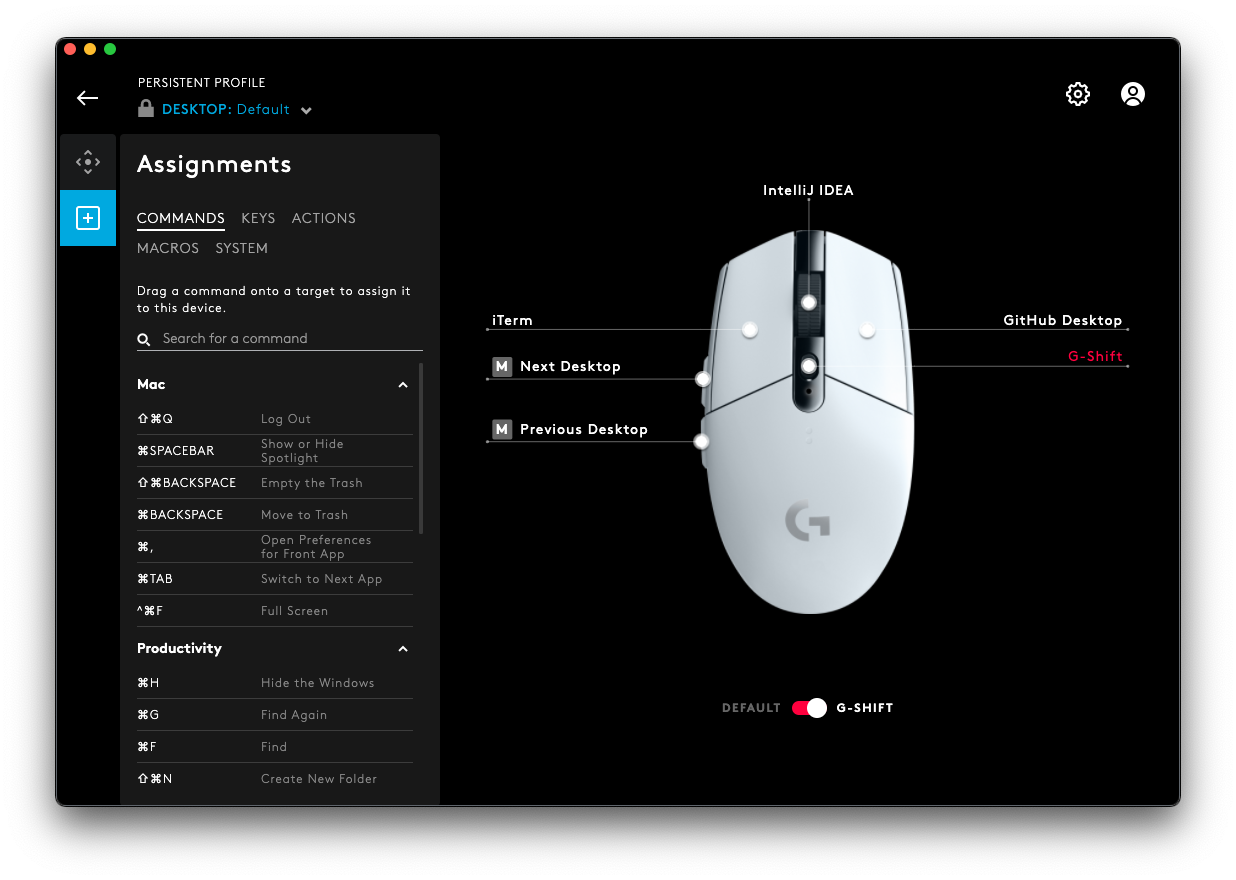 PERSISTENT PROFILE
DESKTOP: Default
Assignments
COMMANDS KEYS ACTIONS
MACROS SYSTEM
Drag a command onto a target to assign it
to this device.
Search for a command
Mac
⇧⌘Q Log Out
⌘SPACEBAR Show or Hide
Spotlight
⇧⌘BACKSPACE Empty the Trash
⌘BACKSPACE Move to Trash
⌘, Open Preferences
for Front App
⌘TAB Switch to Next App
^⌘F Full Screen
Productivity
⌘H Hide the Windows
⌘G Find Again
⌘F Find
⇧⌘N Create New Folder
IntelliJ IDEA
iTerm
GitHub Desktop
M Next Desktop
G-Shift
M Previous Desktop
G
DEFAULT G-SHIFT